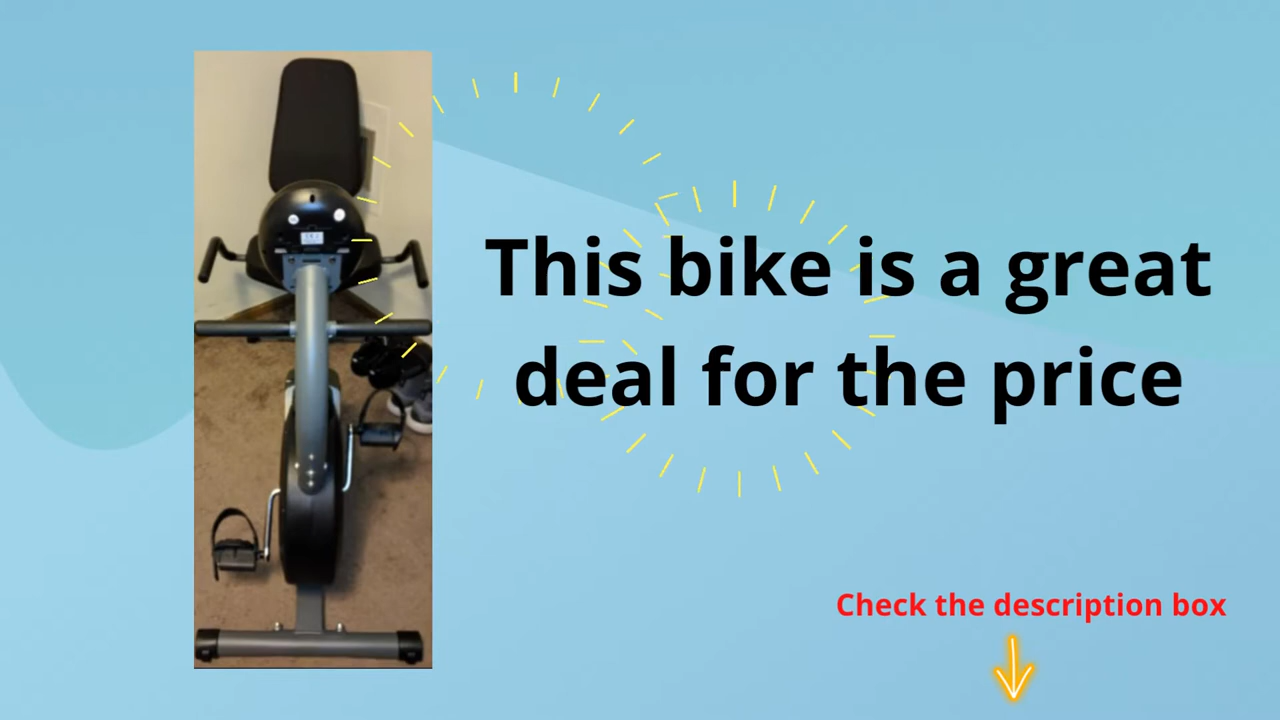 This bike is a great
deal for the price
Check the description box